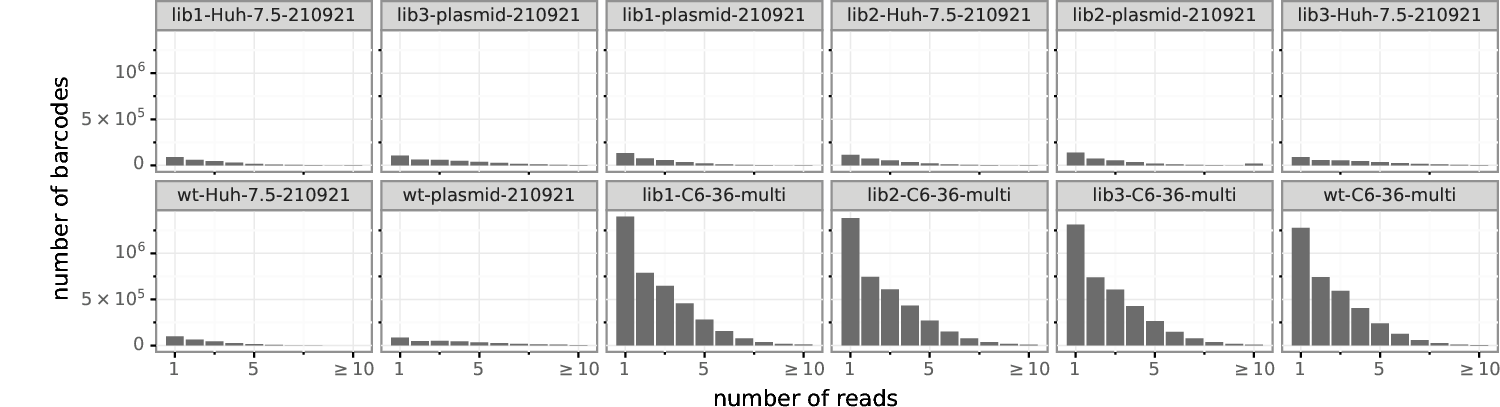 lib1-Huh-7.5-210921 lib3-plasmid-210921 lib1-plasmid-210921 lib2-Huh-7.5-210921 lib2-plasmid-210921 lib3-Huh-7.5-210921
10⁶
5 × 10⁵
0
number of barcodes
wt-Huh-7.5-210921 wt-plasmid-210921 lib1-C6-36-multi lib2-C6-36-multi lib3-C6-36-multi wt-C6-36-multi
10⁶
5 × 10⁵
0
1 5 ≥ 10 1 5 ≥ 10 1 5 ≥ 10 1 5 ≥ 10 1 5 ≥ 10 1 5 ≥ 10
number of reads